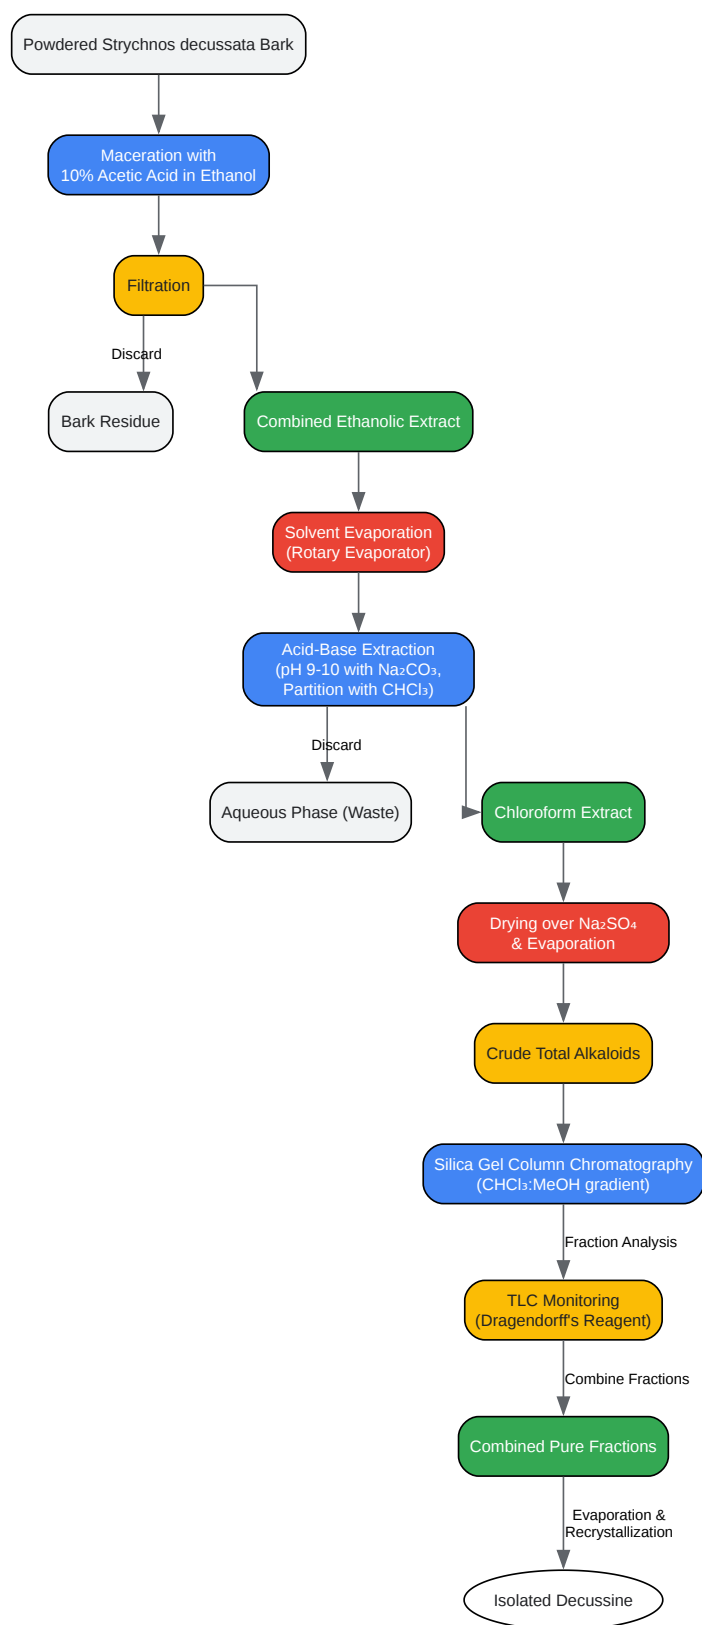 Powdered Strychnos decussata Bark
Maceration with
10% Acetic Acid in Ethanol
Filtration
Discard
Bark Residue
Combined Ethanolic Extract
Solvent Evaporation
(Rotary Evaporator)
Acid-Base Extraction
(pH 9-10 with Na₂CO₃,
Partition with CHCl₃)
Discard
Aqueous Phase (Waste)
Chloroform Extract
Drying over Na₂SO₄
& Evaporation
Crude Total Alkaloids
Silica Gel Column Chromatography
(CHCl₃:MeOH gradient)
Fraction Analysis
TLC Monitoring
(Dragendorff's Reagent)
Combine Fractions
Combined Pure Fractions
Evaporation &
Recrystallization
Isolated Decussine